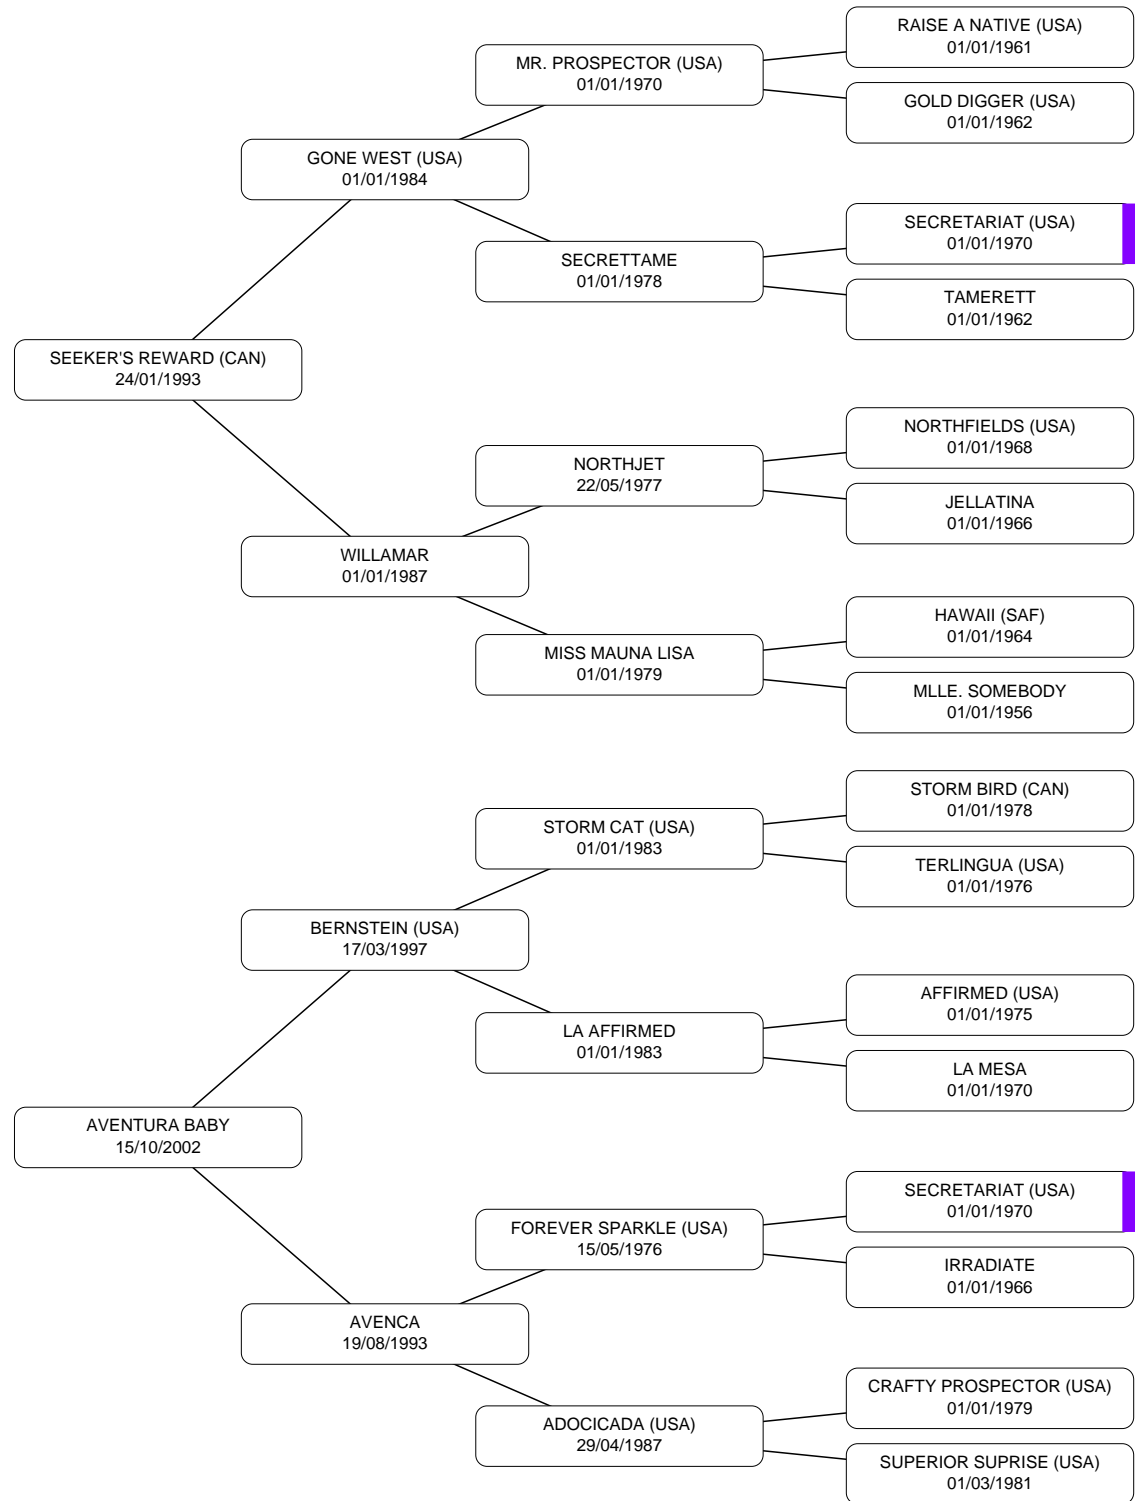 RAISE A NATIVE (USA)
01/01/1961
MR. PROSPECTOR (USA)
01/01/1970
GOLD DIGGER (USA)
01/01/1962
GONE WEST (USA)
01/01/1984
SECRETARIAT (USA)
01/01/1970
SECRETTAME
01/01/1978
TAMERETT
01/01/1962
SEEKER'S REWARD (CAN)
24/01/1993
NORTHFIELDS (USA)
01/01/1968
NORTHJET
22/05/1977
JELLATINA
01/01/1966
WILLAMAR
01/01/1987
HAWAII (SAF)
01/01/1964
MISS MAUNA LISA
01/01/1979
MLLE. SOMEBODY
01/01/1956
STORM BIRD (CAN)
01/01/1978
STORM CAT (USA)
01/01/1983
TERLINGUA (USA)
01/01/1976
BERNSTEIN (USA)
17/03/1997
AFFIRMED (USA)
01/01/1975
LA AFFIRMED
01/01/1983
LA MESA
01/01/1970
AVENTURA BABY
15/10/2002
SECRETARIAT (USA)
01/01/1970
FOREVER SPARKLE (USA)
15/05/1976
IRRADIATE
01/01/1966
AVENCA
19/08/1993
CRAFTY PROSPECTOR (USA)
01/01/1979
ADOCICADA (USA)
29/04/1987
SUPERIOR SUPRISE (USA)
01/03/1981